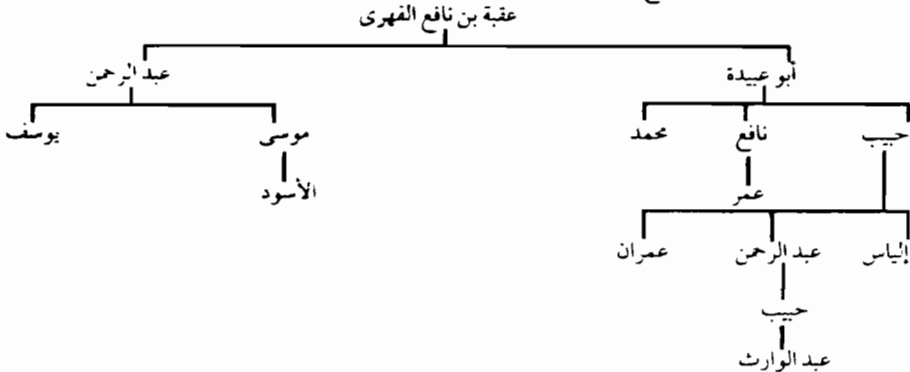 عقبة بن نافع الفهرى
أبو عبيدة عبد الرحمن
حبيب نافع محمد موسى يوسف
عمر الأسود
إلياس عبد الرحمن عمران
حبيب
عبد الوارث